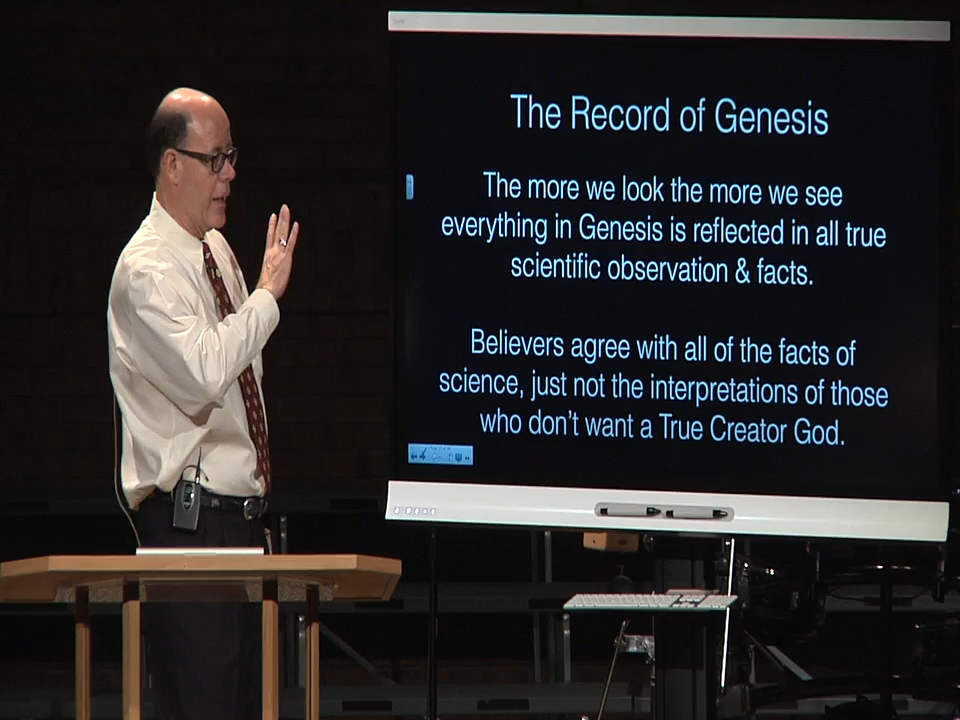 The Record of Genesis
The more we look the more we see
everything in Genesis is reflected in all true
scientific observation & facts.
Believers agree with all of the facts of
science, just not the interpretations of those
who don't want a True Creator God.